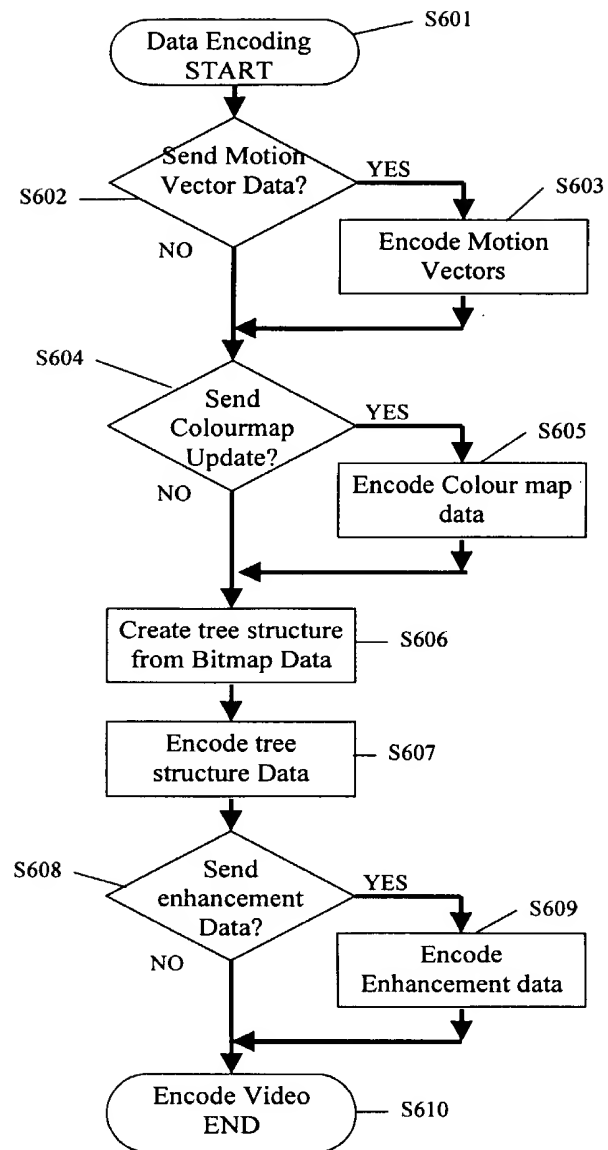 S601
Data Encoding
START
Send Motion
Vector Data?
YES
S602
S603
NO
Encode Motion
Vectors
S604
Send
Colourmap
Update?
YES
S605
NO
Encode Colour map
data
Create tree structure
from Bitmap Data
S606
Encode tree
structure Data
S607
S608
Send
enhancement
Data?
YES
S609
NO
Encode
Enhancement data
Encode Video
END
S610